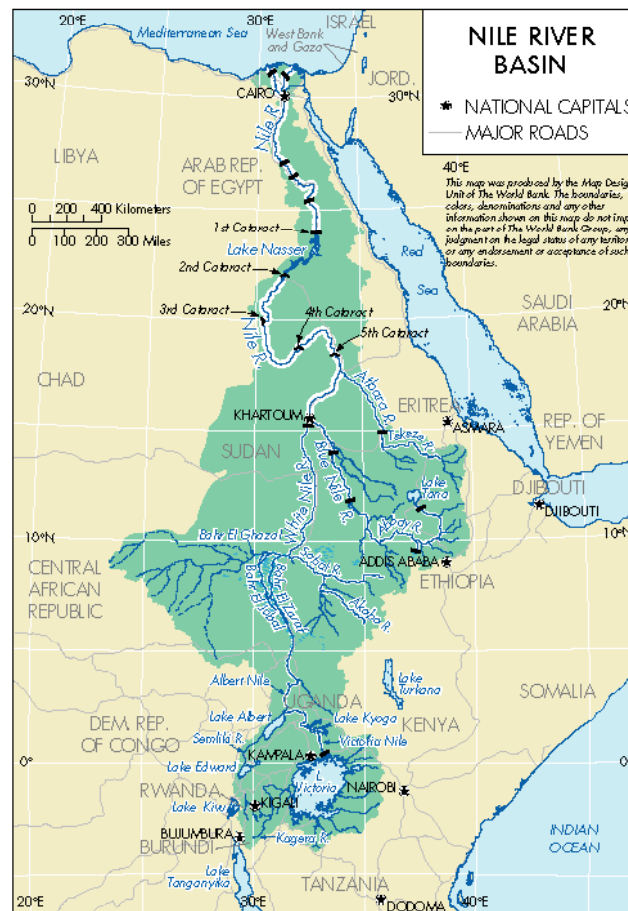 NILE RIVER
BASIN
NATIONAL CAPITALS
MAJOR ROADS
This map was produced by the Map Desig
Unit of The World Bank. The boundaries,
colors, denominations and any other
information shown on this map do not imp
on the part of The World Bank Group, any
judgment on the legal status of any territor
or any endorsement or acceptance of such
boundaries.
30°E
ISRAEL
Mediterranean Sea
West Bank
and Gaza
JORD.
30°N
30°N
CAIRO
40°E
LIBYA
Nile R.
ARAB REP.
OF EGYPT
0 200 400 Kilometers
0 100 200 300 Miles
1st Cataract
Lake Nasser
Red
Sea
2nd Cataract
SAUDI
ARABIA
20°N
20°N
3rd Cataract
4th Cataract
5th Cataract
Nile R.
CHAD
Atbara R.
ERITREA
KHARTOUM
ASMARA
Tekeze R.
REP. OF
YEMEN
SUDAN
White Nile R.
Blue Nile R.
Lake
Tana
DJIBOUTI
DJIBOUTI
Abay R.
10°N
10°N
Bahr El Ghazal
Sobat R.
ADDIS ABABA
ETHIOPIA
CENTRAL
AFRICAN
REPUBLIC
Bahr El Jabal
Bahr El Zaraf
Akobo R.
Albert Nile
Lake
Turkana
SOMALIA
UGANDA
Lake Albert
Lake Kyoga
KENYA
DEM. REP.
OF CONGO
Semliki R.
Victoria Nile
0°
KAMPALA
Lake Edward
L.
Victoria
NAIROBI
RWANDA
Lake Kivu
KIGALI
BUJUMBURA
BURUNDI
Kagera R.
INDIAN
OCEAN
Lake
Tanganyika
TANZANIA
20°E
30°E
DODOMA
40°E